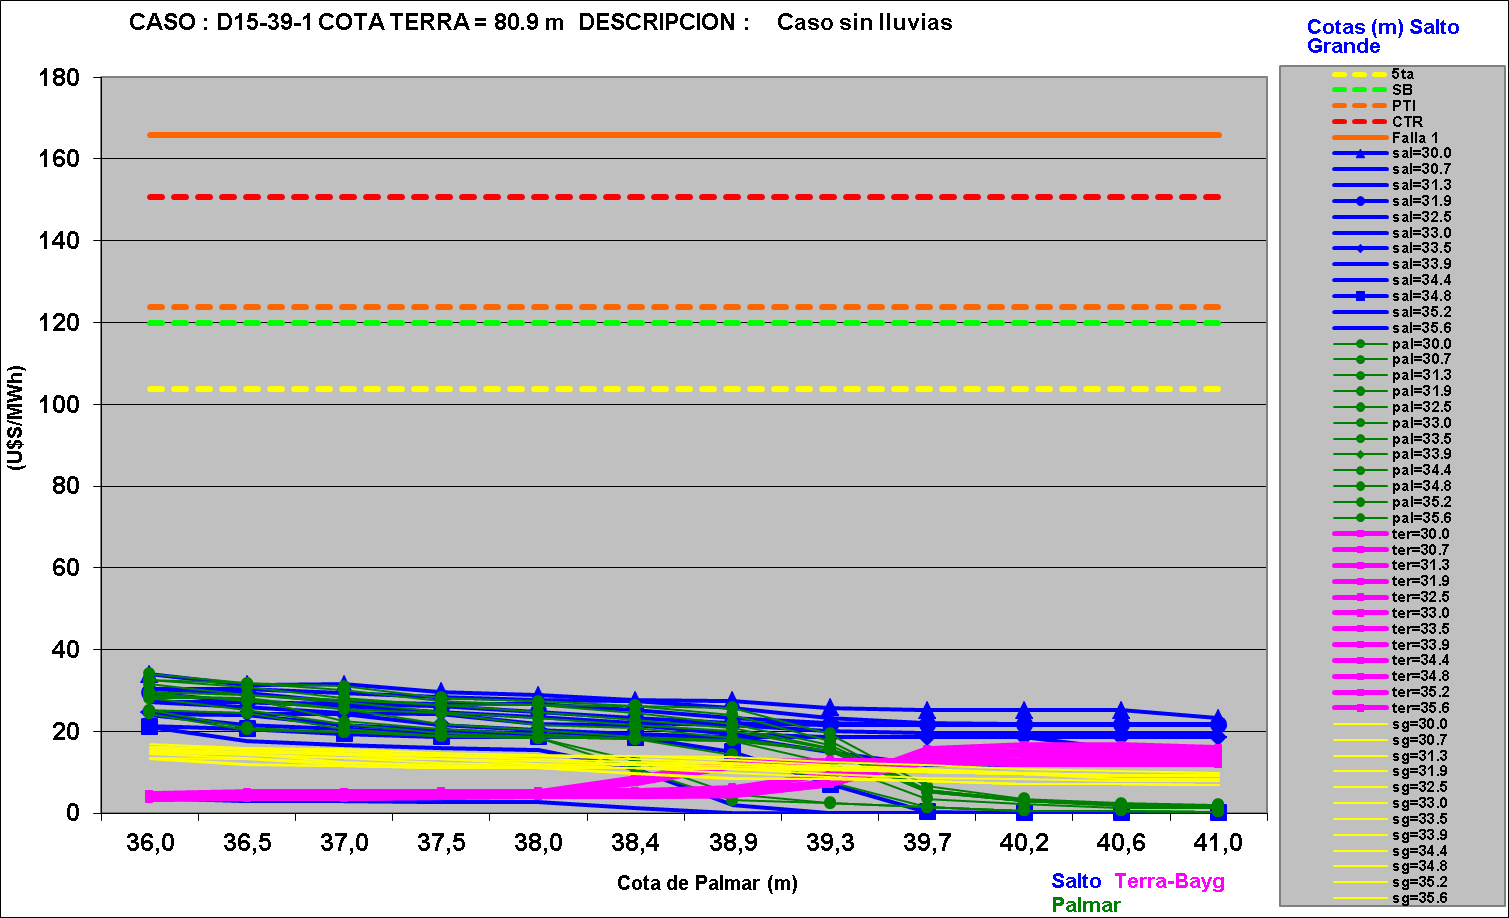 CASO : D15-39-1 COTA TERRA = 80.9 m DESCRIPCION : Caso sin lluvias
Cotas (m) Salto
Grande
180
160
140
120
100
80
60
40
20
0
(U$S/MWh)
36,0 36,5 37,0 37,5 38,0 38,4 38,9 39,3 39,7 40,2 40,6 41,0
Cota de Palmar (m)
Salto Terra-Bayg
Palmar
5ta
SB
PTI
CTR
Falla 1
sal=30.0
sal=30.7
sal=31.3
sal=31.9
sal=32.5
sal=33.0
sal=33.5
sal=33.9
sal=34.4
sal=34.8
sal=35.2
sal=35.6
pal=30.0
pal=30.7
pal=31.3
pal=31.9
pal=32.5
pal=33.0
pal=33.5
pal=33.9
pal=34.4
pal=34.8
pal=35.2
pal=35.6
ter=30.0
ter=30.7
ter=31.3
ter=31.9
ter=32.5
ter=33.0
ter=33.5
ter=33.9
ter=34.4
ter=34.8
ter=35.2
ter=35.6
sg=30.0
sg=30.7
sg=31.3
sg=31.9
sg=32.5
sg=33.0
sg=33.5
sg=33.9
sg=34.4
sg=34.8
sg=35.2
sg=35.6